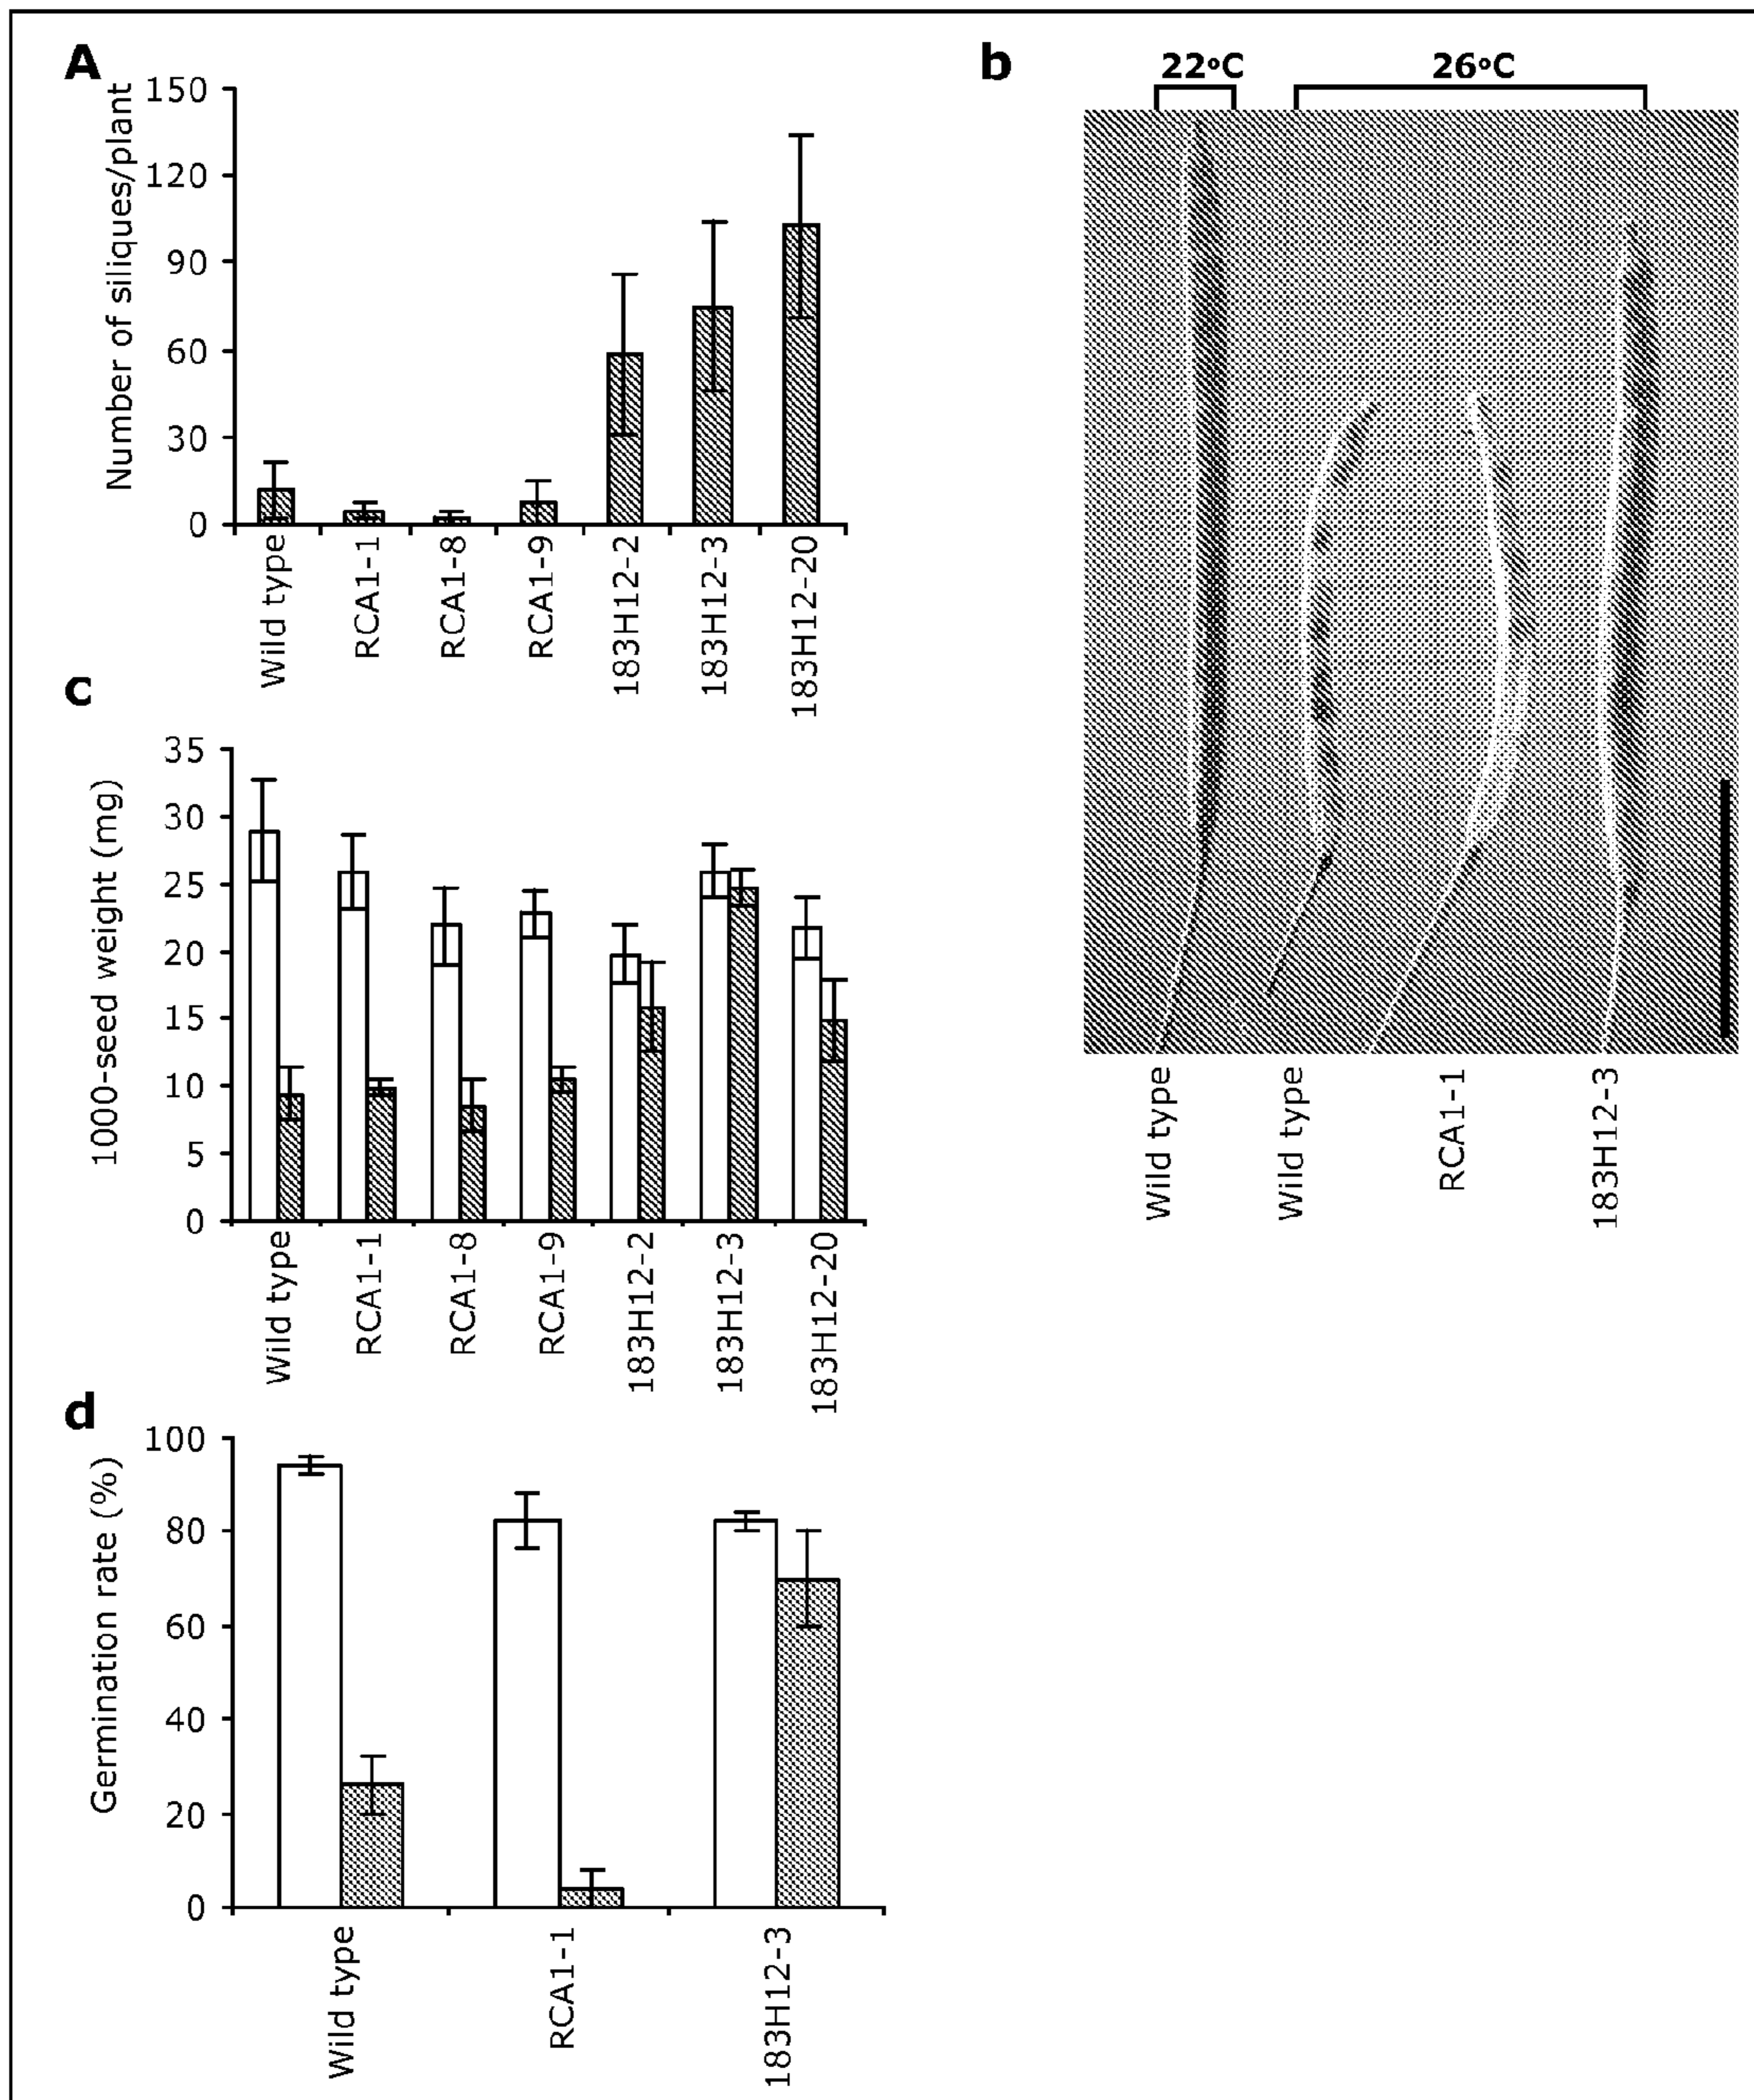 A
Number of siliques/plant
150
120
90
60
30
0
Wild type
RCA1-1
RCA1-8
RCA1-9
183H12-2
183H12-3
183H12-20
b
22°C
26°C
Wild type
Wild type
RCA1-1
183H12-3
c
1000-seed weight (mg)
35
30
25
20
15
10
5
0
Wild type
RCA1-1
RCA1-8
RCA1-9
183H12-2
183H12-3
183H12-20
d
Germination rate (%)
100
80
60
40
20
0
Wild type
RCA1-1
183H12-3